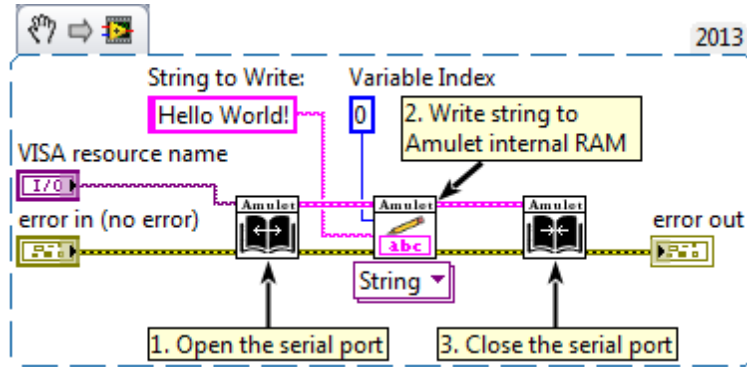 2013
String to Write:
Variable Index
Hello World!
0
2. Write string to
Amulet internal RAM
VISA resource name
I/O
Amulet
Amulet
Amulet
error in (no error)
abc
error out
String
1. Open the serial port
3. Close the serial port